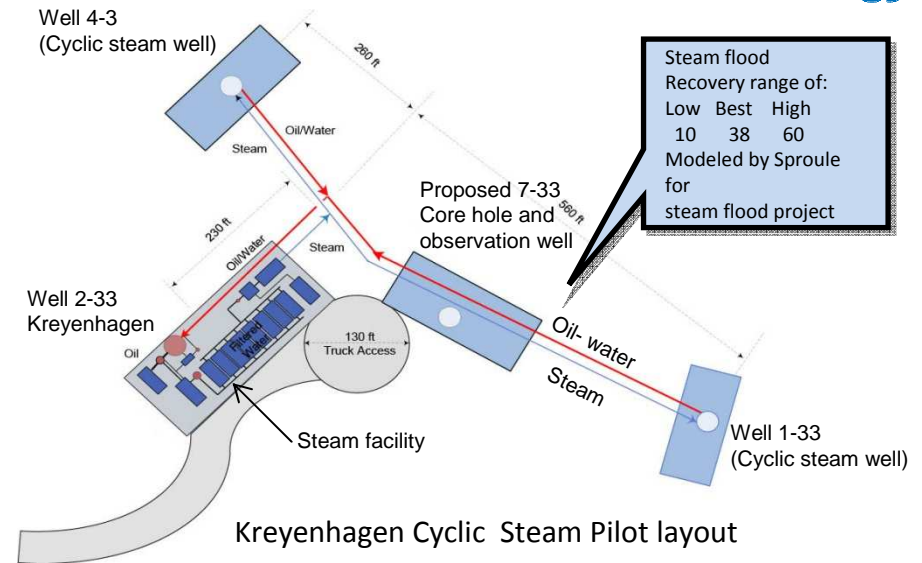 Well 4-3
(Cyclic steam well)
260 ft
Steam flood
Recovery range of:
Low Best High
10 38 60
Modeled by Sproule
for
steam flood project
Oil/Water
Steam
Proposed 7-33
Core hole and
observation well
560 ft
230 ft
Oil/Water
Steam
Well 2-33
Kreyenhagen
Oil
Filtered
Water
130 ft
Truck Access
Oil- water
Steam
Steam facility
Well 1-33
(Cyclic steam well)
Kreyenhagen Cyclic Steam Pilot layout